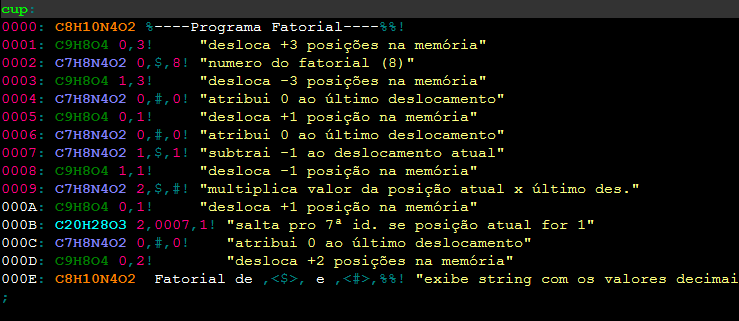 cup:
0000: C8H10N4O2 %----Programa Fatorial----%%!
0001: C9H8O4 0,3! "desloca +3 posições na memória"
0002: C7H8N4O2 0,$,8! "numero do fatorial (8)"
0003: C9H8O4 1,3! "desloca -3 posições na memória"
0004: C7H8N4O2 0,#,0! "atribui 0 ao último deslocamento"
0005: C9H8O4 0,1! "desloca +1 posição na memória"
0006: C7H8N4O2 0,#,0! "atribui 0 ao último deslocamento"
0007: C7H8N4O2 1,$,1! "subtrai -1 ao deslocamento atual"
0008: C9H8O4 1,1! "desloca -1 posição na memória"
0009: C7H8N4O2 2,$,#! "multiplica valor da posição atual x último des."
000A: C9H8O4 0,1! "desloca +1 posição na memória"
000B: C20H28O3 2,0007,1! "salta pro 7ª id. se posição atual for 1"
000C: C7H8N4O2 0,#,0! "atribui 0 ao último deslocamento"
000D: C9H8O4 0,2! "desloca +2 posições na memória"
000E: C8H10N4O2 Fatorial de ,<$>, e ,<#>,%%! "exibe string com os valores decimai
;